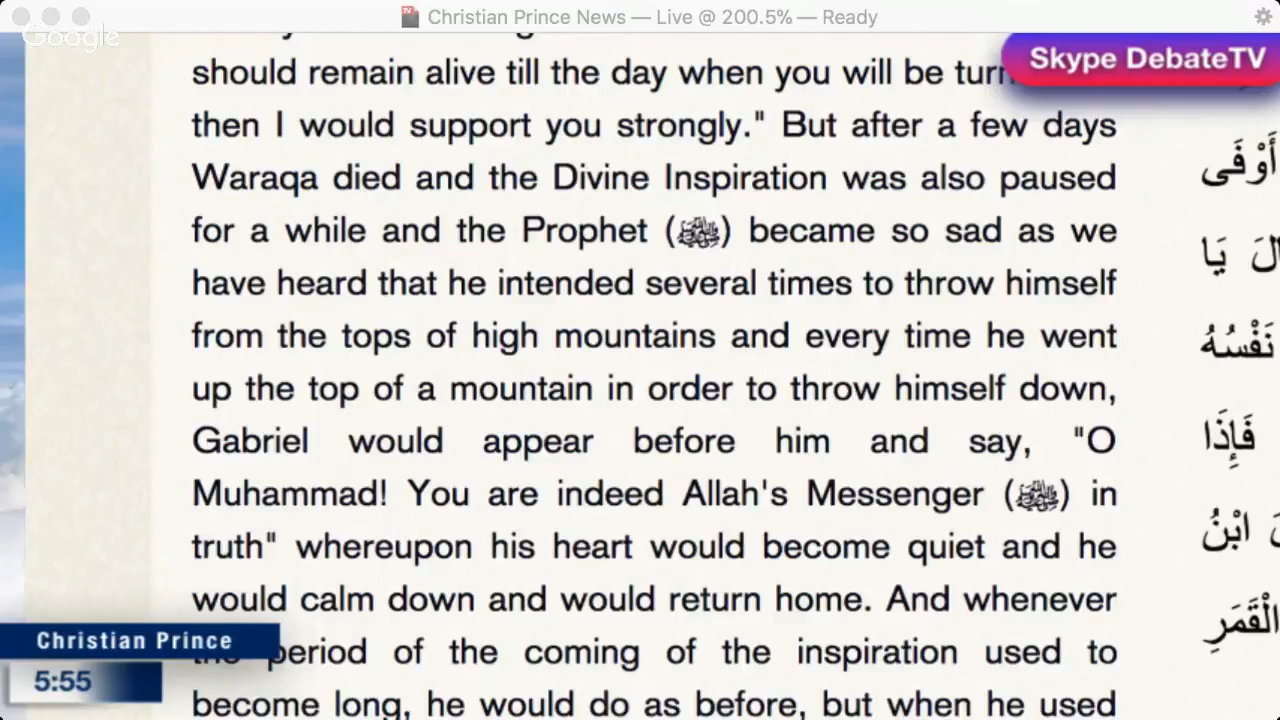 Christian Prince News — Live @ 200.5% — Ready
Google
Skype DebateTV
should remain alive till the day when you will be
then I would support you strongly." But after a few days
Waraqa died and the Divine Inspiration was also paused
for a while and the Prophet (ﷺ) became so sad as we
have heard that he intended several times to throw himself
from the tops of high mountains and every time he went
up the top of a mountain in order to throw himself down,
Gabriel would appear before him and say, "O
Muhammad! You are indeed Allah's Messenger (ﷺ) in
truth" whereupon his heart would become quiet and he
would calm down and would return home. And whenever
the period of the coming of the inspiration used to
become long, he would do as before, but when he used
أَوْفَى
يَا
نَفْسُهُ
فَإِذَا
ابْنُ
الْقَمَرِ
Christian Prince
5:55